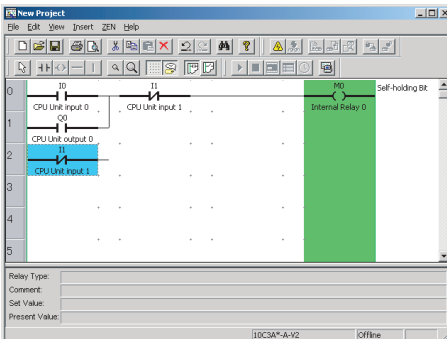 New Project
File Edit View Insert ZEN Help
0 I0 I1 M0 Self-holding Bit
CPU Unit input 0 CPU Unit input 1 Internal Relay 0
1 Q0
CPU Unit output 0
2 I1
CPU Unit input 1
3
4
5
Relay Type:
Comment:
Set Value:
Present Value:
10C3A*-A-V2 Offline